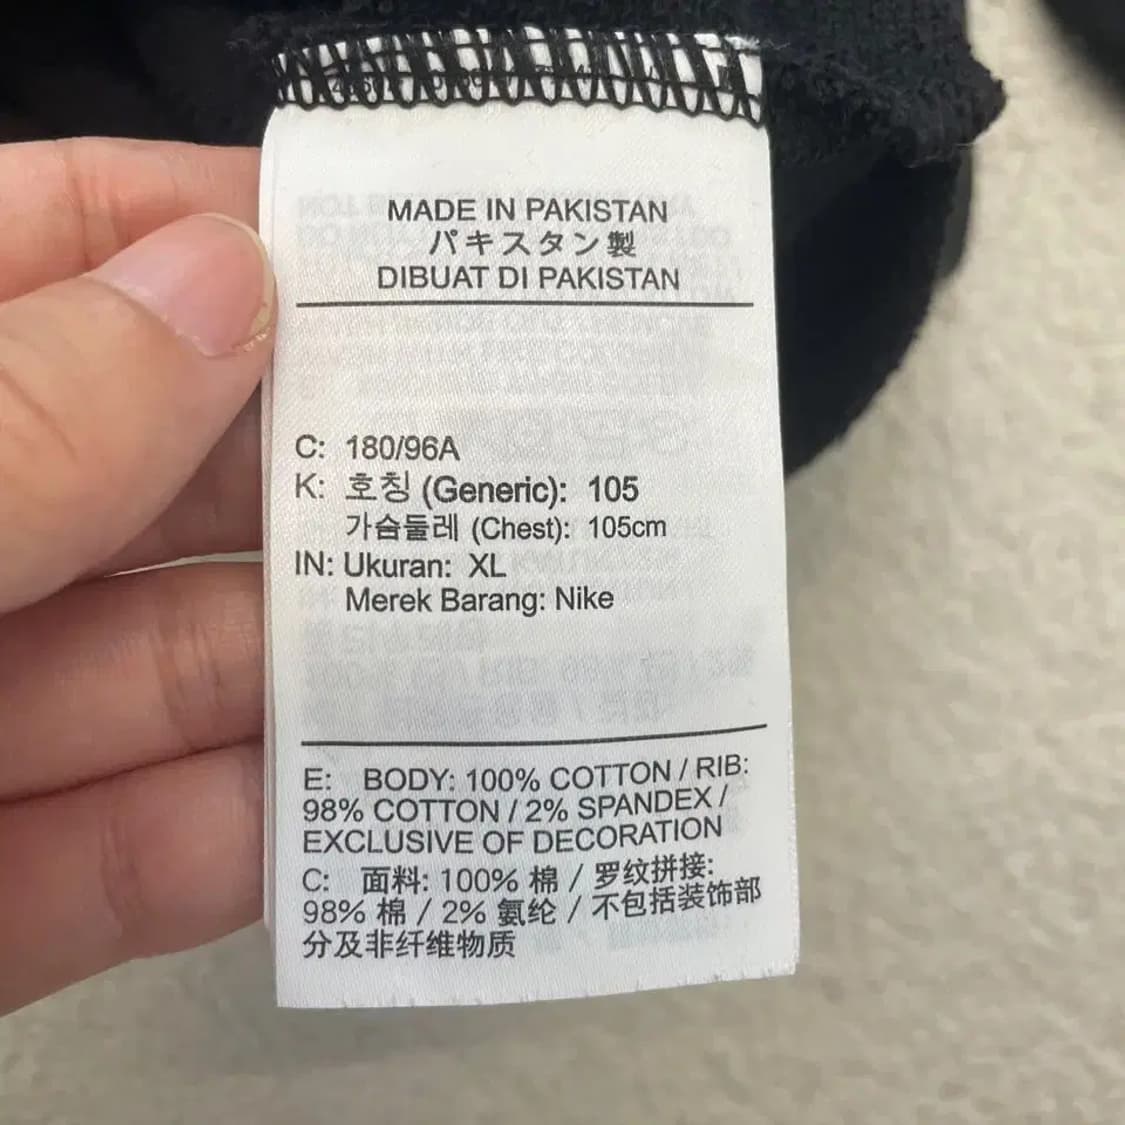 MADE IN PAKISTAN
パキスタン製
DIBUAT DI PAKISTAN
C: 180/96A
K: 호칭 (Generic): 105
가슴둘레 (Chest): 105cm
IN: Ukuran: XL
Merek Barang: Nike
E: BODY: 100% COTTON / RIB:
98% COTTON / 2% SPANDEX /
EXCLUSIVE OF DECORATION
C: 面料: 100% 棉 / 罗纹拼接:
98% 棉 / 2% 氨纶 / 不包括装饰部
分及非纤维物质